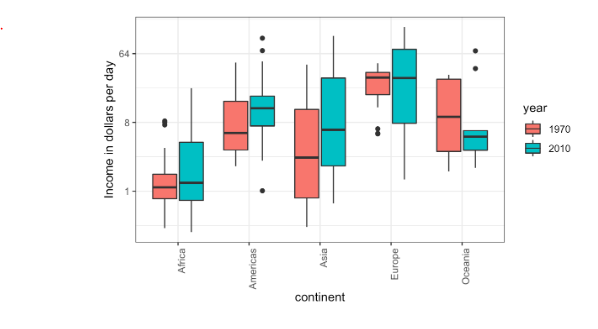 Income in dollars per day
64
8
1
Africa
Americas
Asia
Europe
Oceania
continent
year
1970
2010